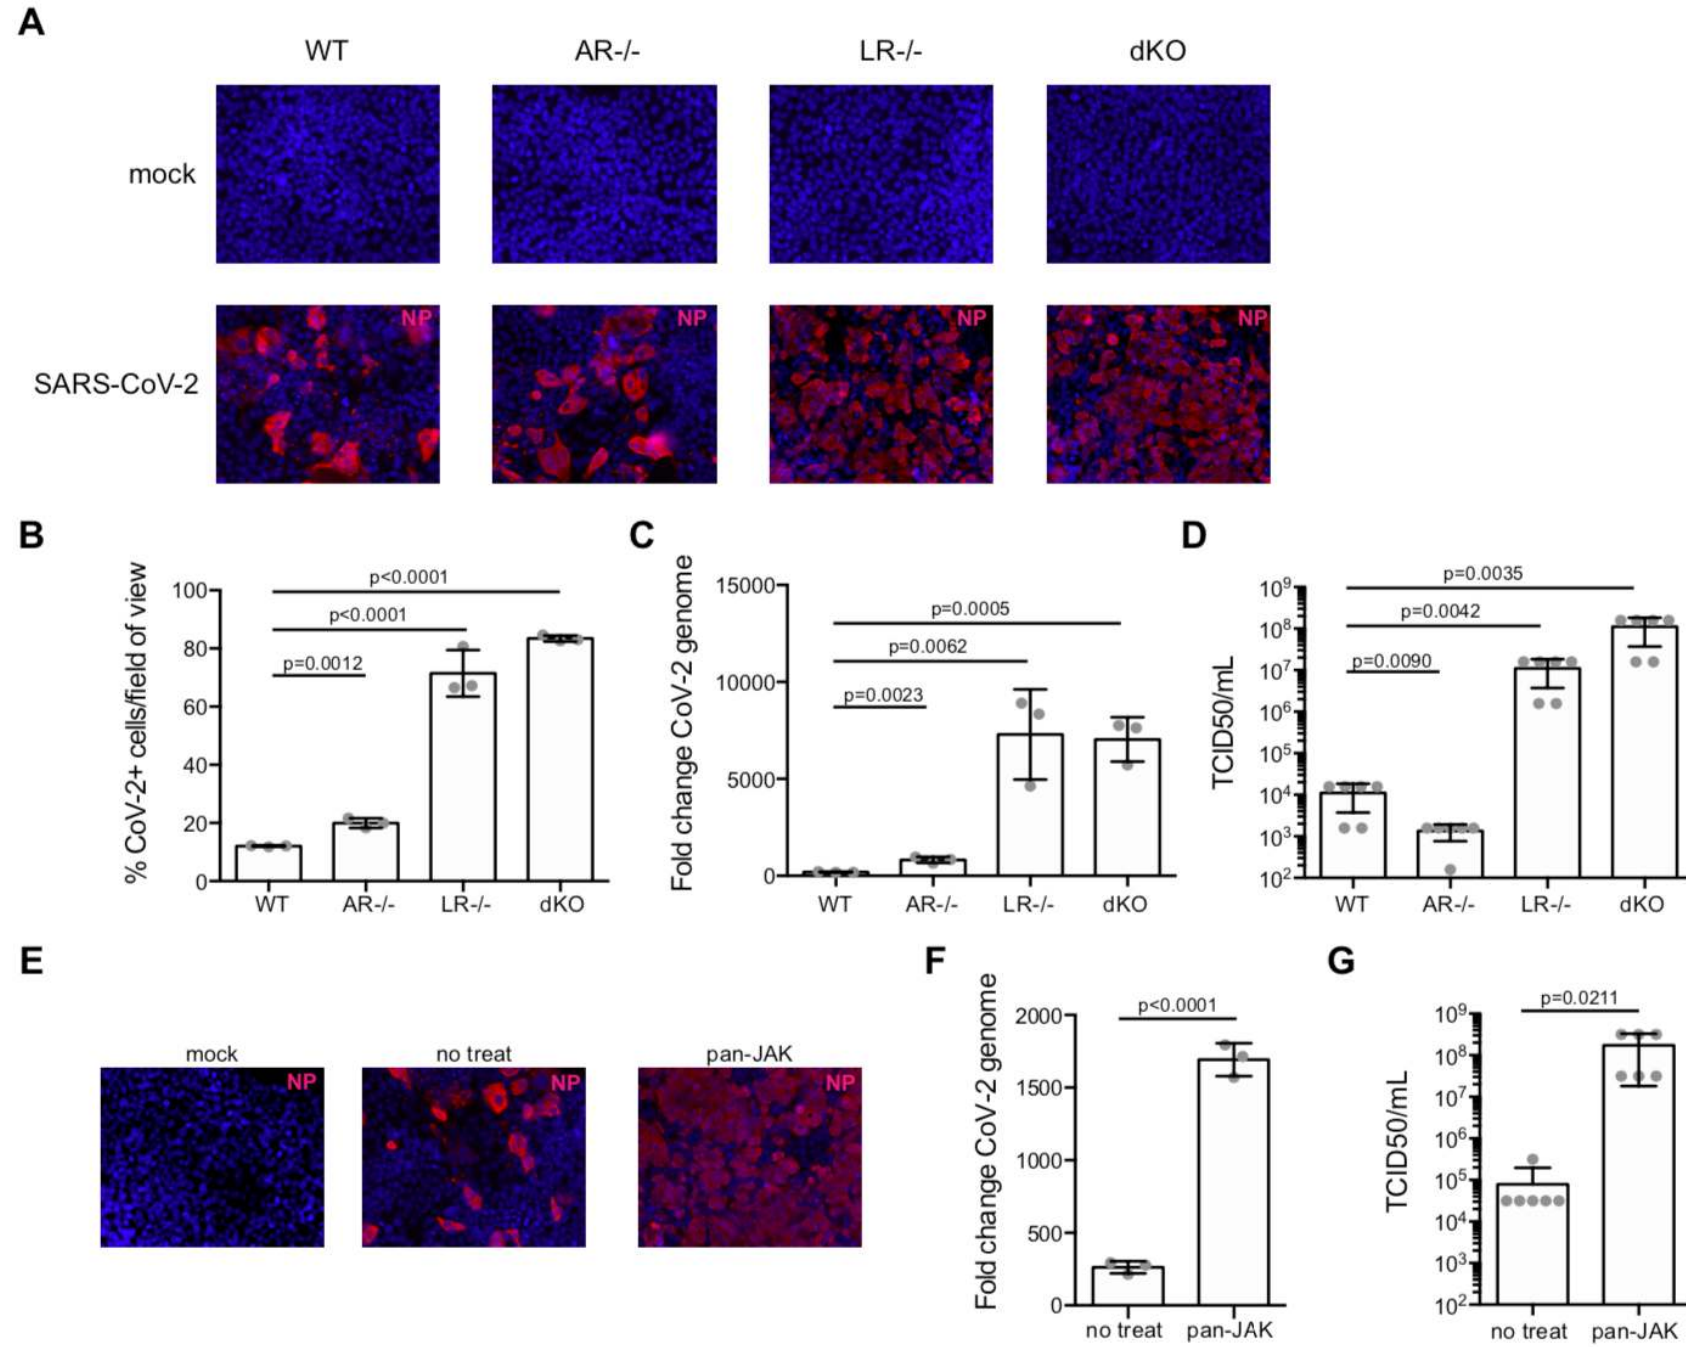 A
WT
AR-/-
LR-/-
dKO
mock
SARS-CoV-2
NP
NP
NP
NP
B
% CoV-2+ cells/field of view
100
80
60
40
20
0
p<0.0001
p<0.0001
p=0.0012
WT
AR-/-
LR-/-
dKO
C
Fold change CoV-2 genome
15000
10000
5000
0
p=0.0005
p=0.0062
p=0.0023
WT
AR-/-
LR-/-
dKO
D
TCID50/mL
10⁹
10⁸
10⁷
10⁶
10⁵
10⁴
10³
10²
p=0.0035
p=0.0042
p=0.0090
WT
AR-/-
LR-/-
dKO
E
mock
no treat
pan-JAK
NP
NP
NP
F
Fold change CoV-2 genome
2000
1500
1000
500
0
p<0.0001
no treat
pan-JAK
G
TCID50/mL
10⁹
10⁸
10⁷
10⁶
10⁵
10⁴
10³
10²
p=0.0211
no treat
pan-JAK